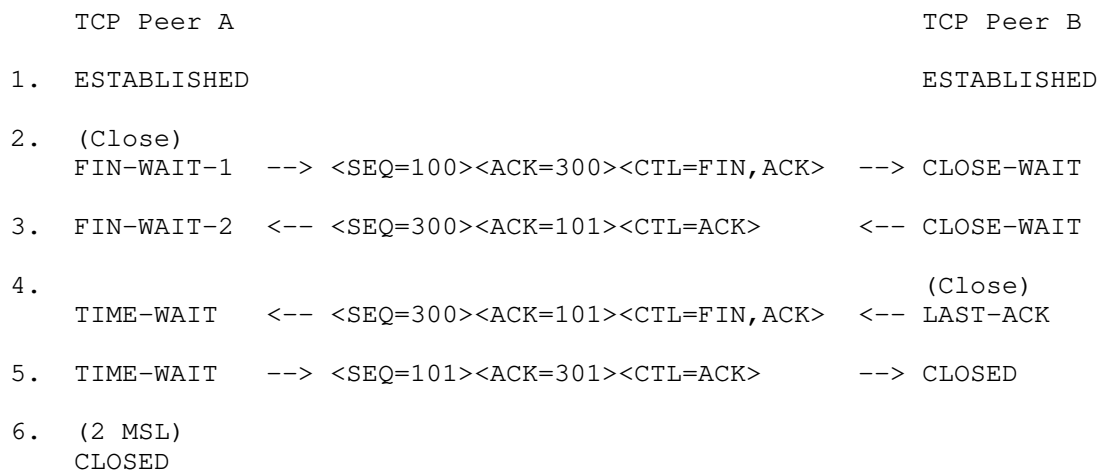 TCP Peer A                                           TCP Peer B
1.  ESTABLISHED                                          ESTABLISHED
2.  (Close)
    FIN-WAIT-1  --> <SEQ=100><ACK=300><CTL=FIN,ACK>  --> CLOSE-WAIT
3.  FIN-WAIT-2  <-- <SEQ=300><ACK=101><CTL=ACK>      <-- CLOSE-WAIT
4.                                                       (Close)
    TIME-WAIT   <-- <SEQ=300><ACK=101><CTL=FIN,ACK>  <-- LAST-ACK
5.  TIME-WAIT   --> <SEQ=101><ACK=301><CTL=ACK>      --> CLOSED
6.  (2 MSL)
    CLOSED